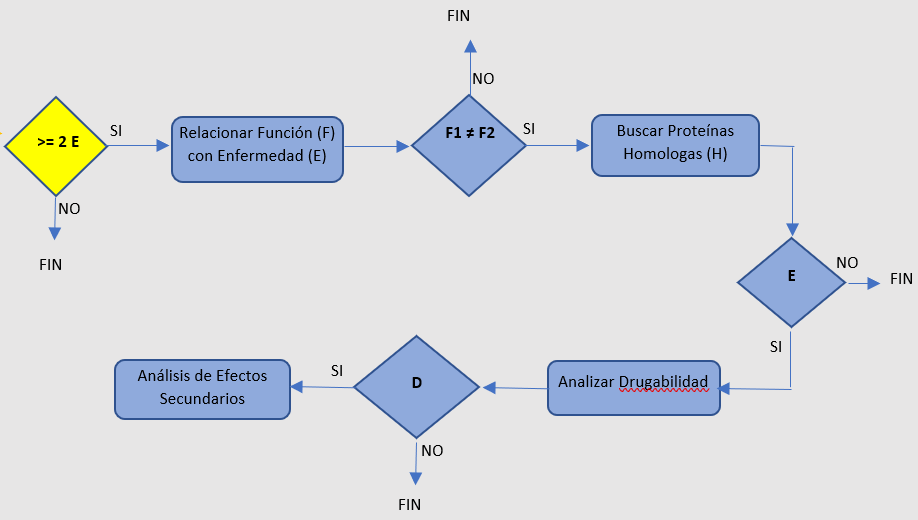 FIN
NO
>= 2 E
SI
Relacionar Función (F)
con Enfermedad (E)
F1 ≠ F2
SI
Buscar Proteínas
Homologas (H)
NO
FIN
E
NO
FIN
SI
Analizar Drugabilidad
D
SI
Análisis de Efectos
Secundarios
NO
FIN